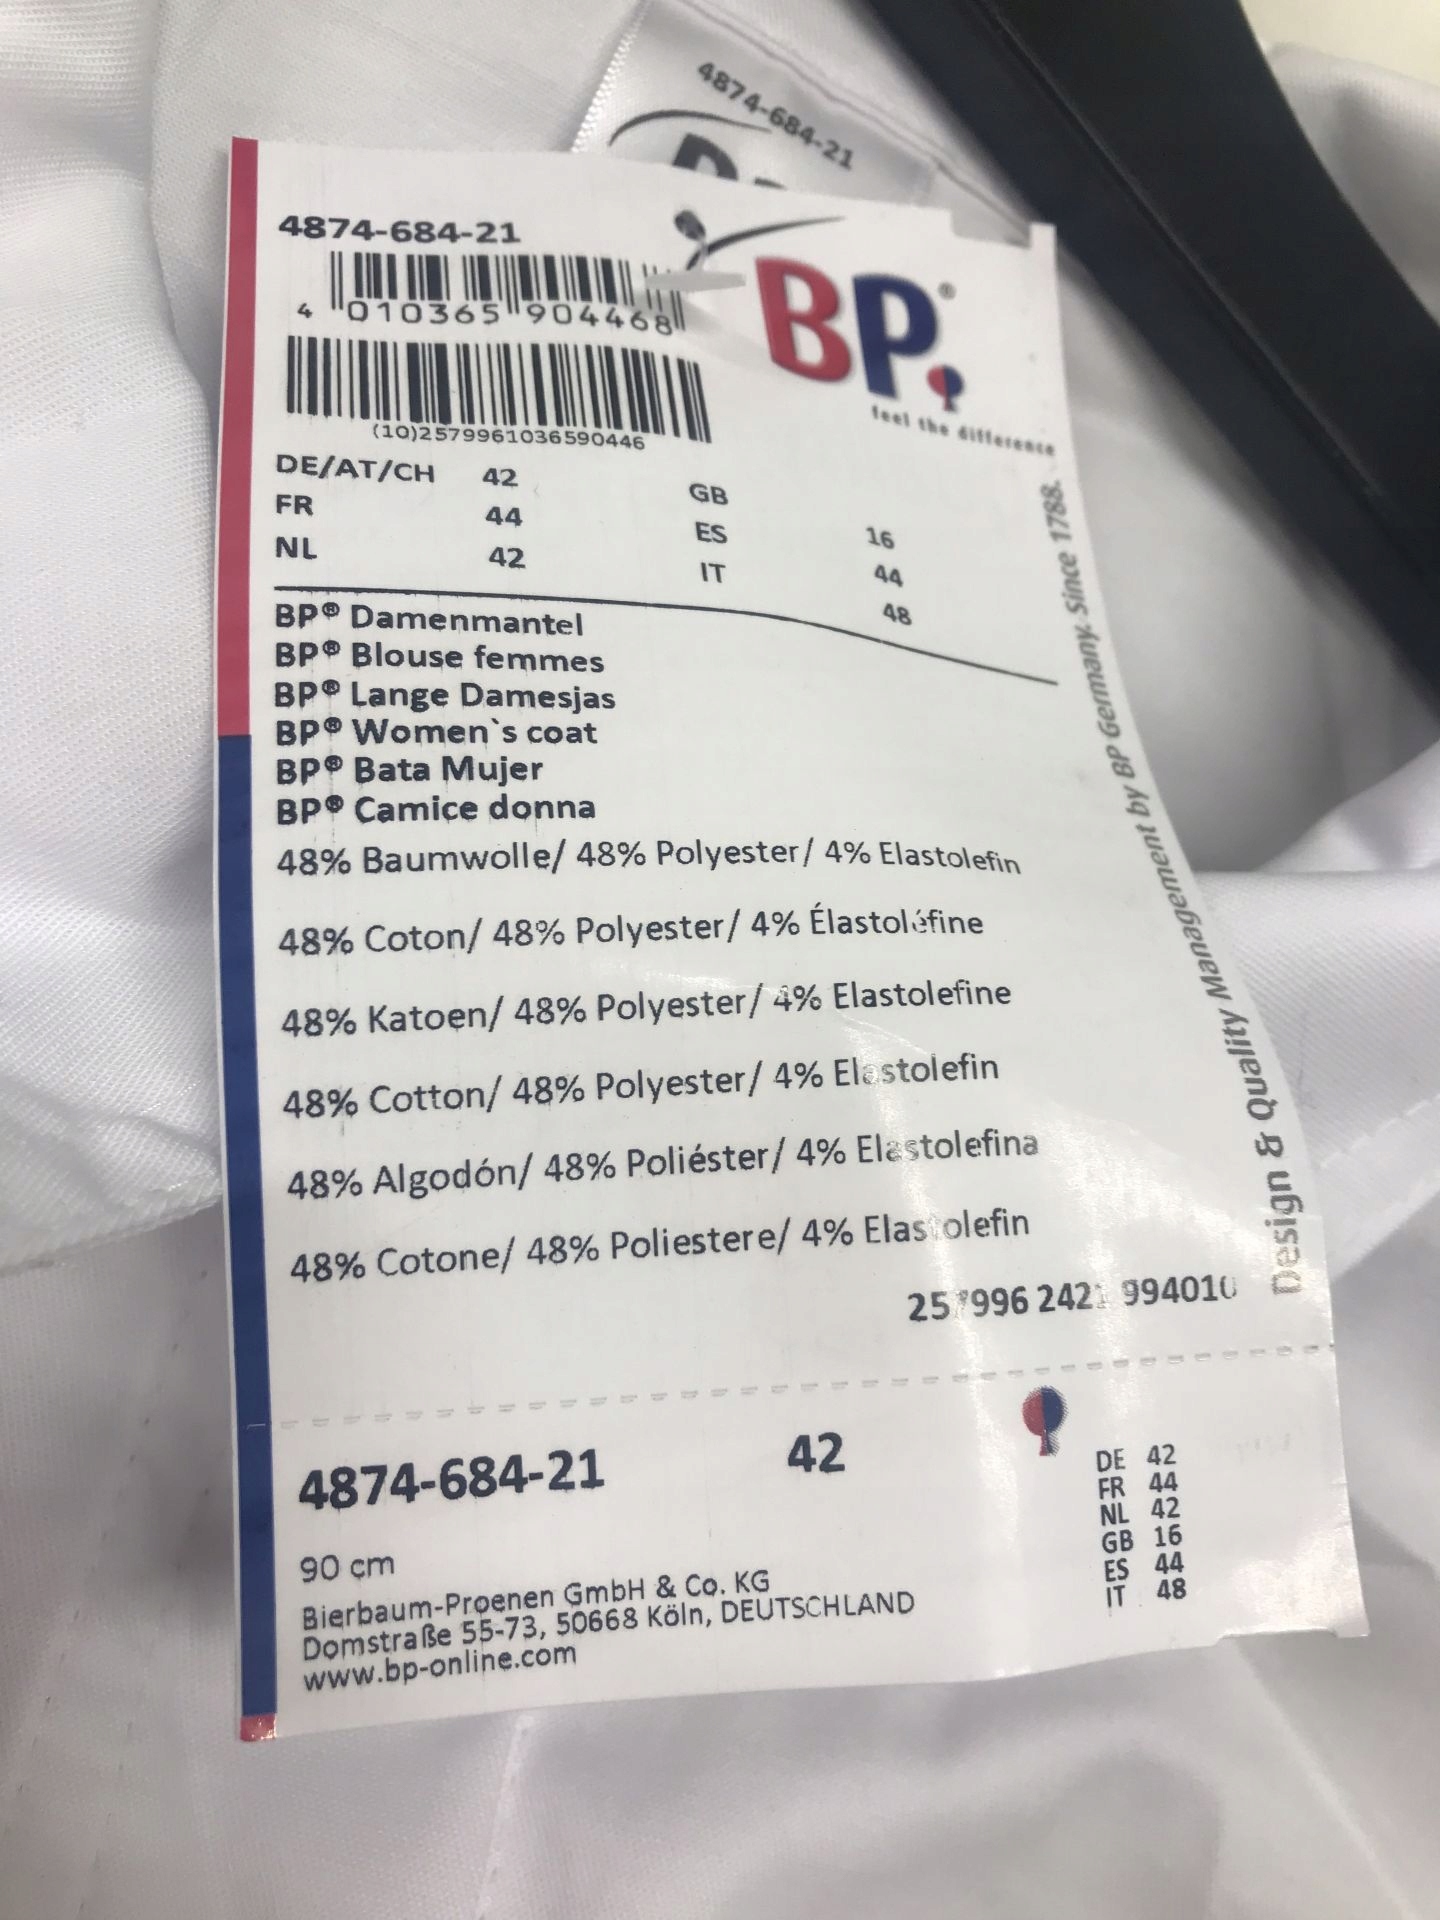 4874-684-21
4874-684-21
4 010365 904468
BP.®
feel the difference
(10)2579961036590446
DE/AT/CH 42 GB 16
FR 44 ES 44
NL 42 IT 48
BP® Damenmantel
BP® Blouse femmes
BP® Lange Damesjas
BP® Women`s coat
BP® Bata Mujer
BP® Camice donna
48% Baumwolle/ 48% Polyester/ 4% Elastolefin
48% Coton/ 48% Polyester/ 4% Élastoléfine
48% Katoen/ 48% Polyester/ 4% Elastolefine
48% Cotton/ 48% Polyester/ 4% Elastolefin
48% Algodón/ 48% Poliéster/ 4% Elastolefina
48% Cotone/ 48% Poliestere/ 4% Elastolefin
257996 2421 994010
Design & Quality Management by BP Germany. Since 1788.
4874-684-21 42
DE 42
FR 44
NL 42
GB 16
ES 44
IT 48
90 cm
Bierbaum-Proenen GmbH & Co. KG
Domstraße 55-73, 50668 Köln, DEUTSCHLAND
www.bp-online.com